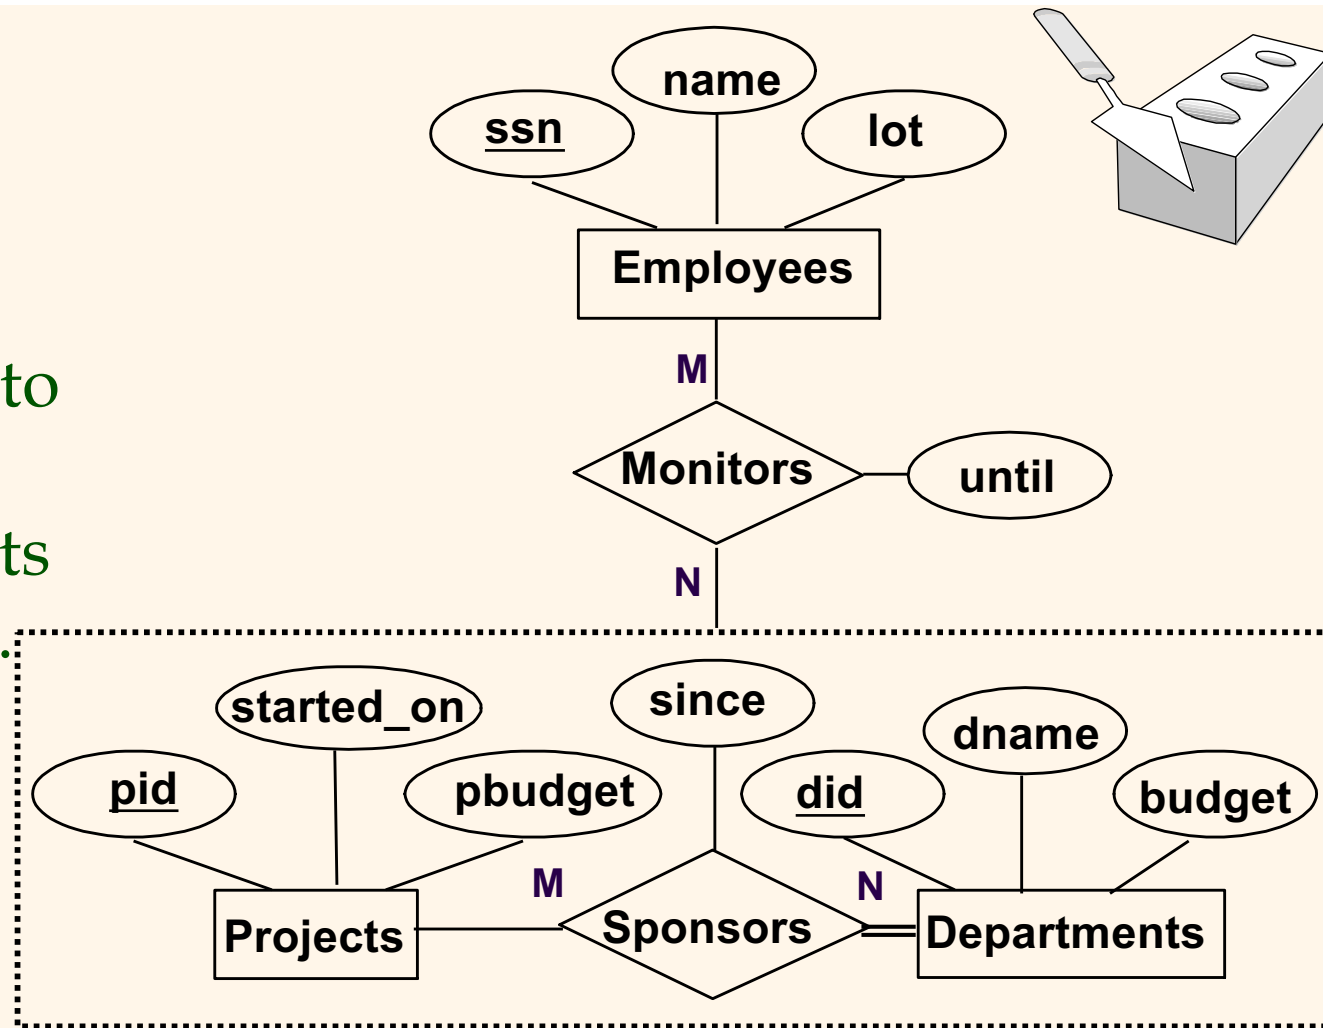 name
ssn
lot
Employees
M
to
Monitors
until
ts
N
.
started_on
since
dname
pid
pbudget
did
budget
M
N
Projects
Sponsors
Departments